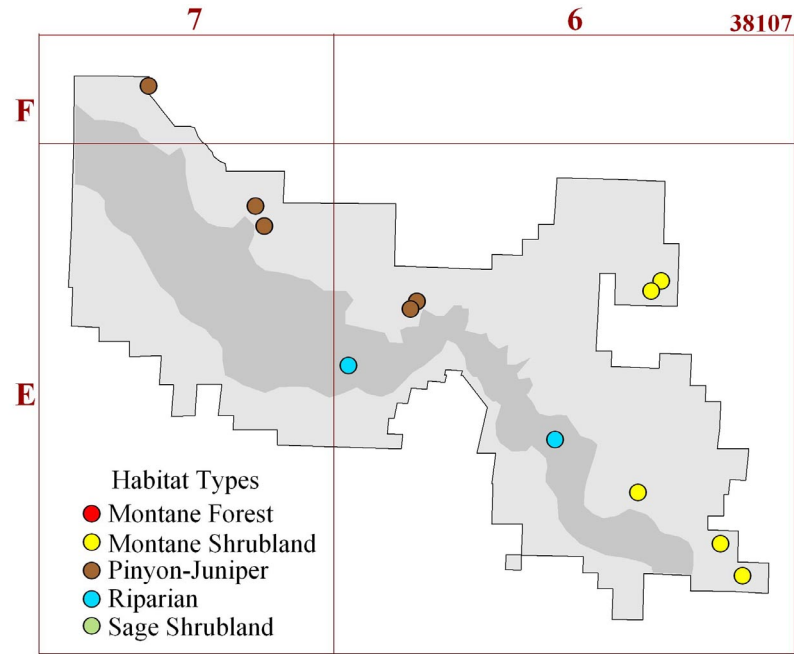 7 6 38107
F
E
Habitat Types
Montane Forest
Montane Shrubland
Pinyon-Juniper
Riparian
Sage Shrubland